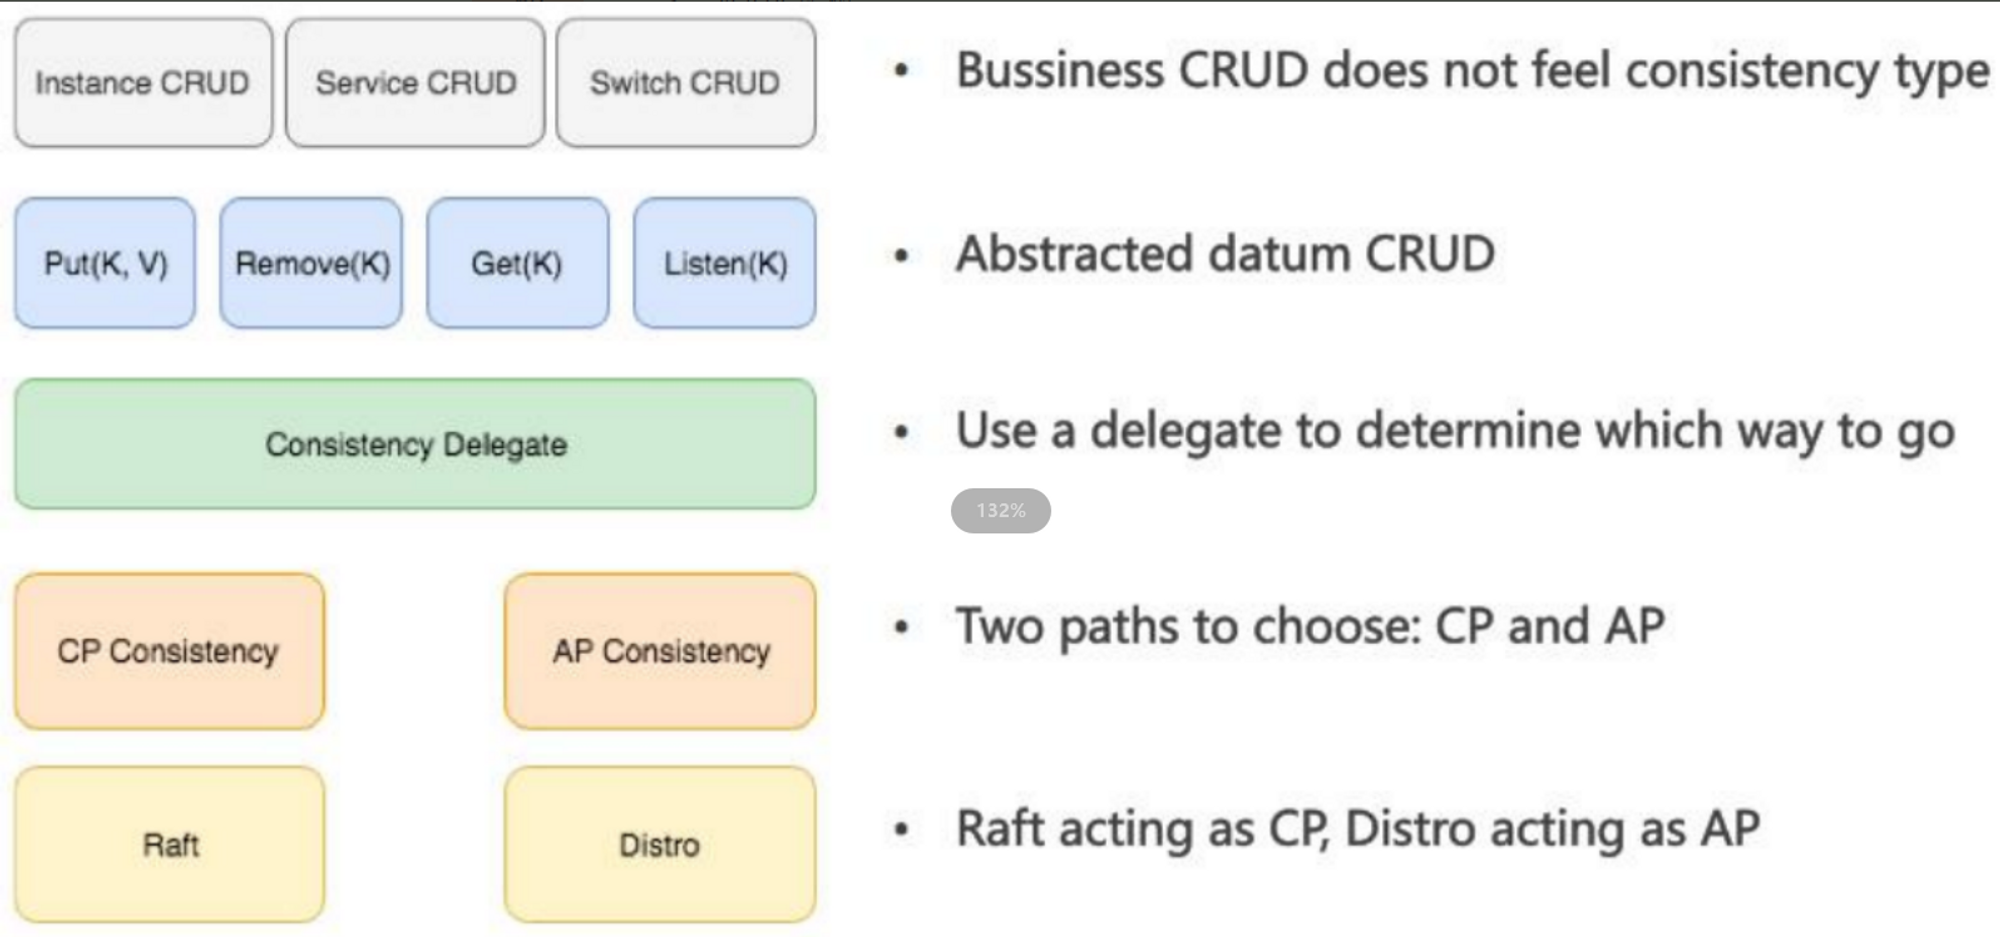 Instance CRUD
Service CRUD
Switch CRUD
• Bussiness CRUD does not feel consistency type
Put(K, V)
Remove(K)
Get(K)
Listen(K)
• Abstracted datum CRUD
Consistency Delegate
• Use a delegate to determine which way to go
132%
CP Consistency
AP Consistency
• Two paths to choose: CP and AP
Raft
Distro
• Raft acting as CP, Distro acting as AP